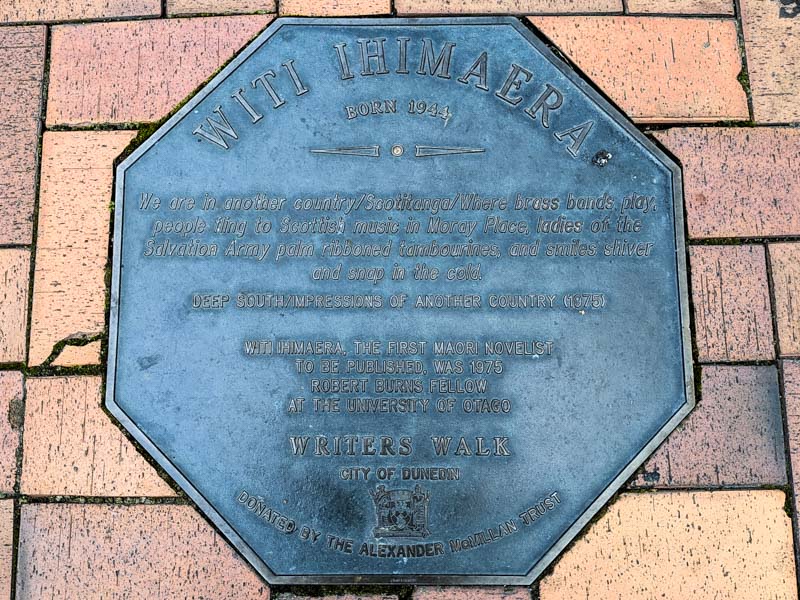 WITI IHIMAERA
BORN 1944
We are in another country/Scotitanga/Where brass bands play,
people fling to Scottish music in Moray Place, ladies of the
Salvation Army palm ribboned tambourines, and smiles shiver
and snap in the cold.
DEEP SOUTH/IMPRESSIONS OF ANOTHER COUNTRY (1975)
WITI IHIMAERA, THE FIRST MAORI NOVELIST
TO BE PUBLISHED, WAS 1975
ROBERT BURNS FELLOW
AT THE UNIVERSITY OF OTAGO
WRITERS WALK
CITY OF DUNEDIN
DONATED BY THE ALEXANDER McMILLAN TRUST